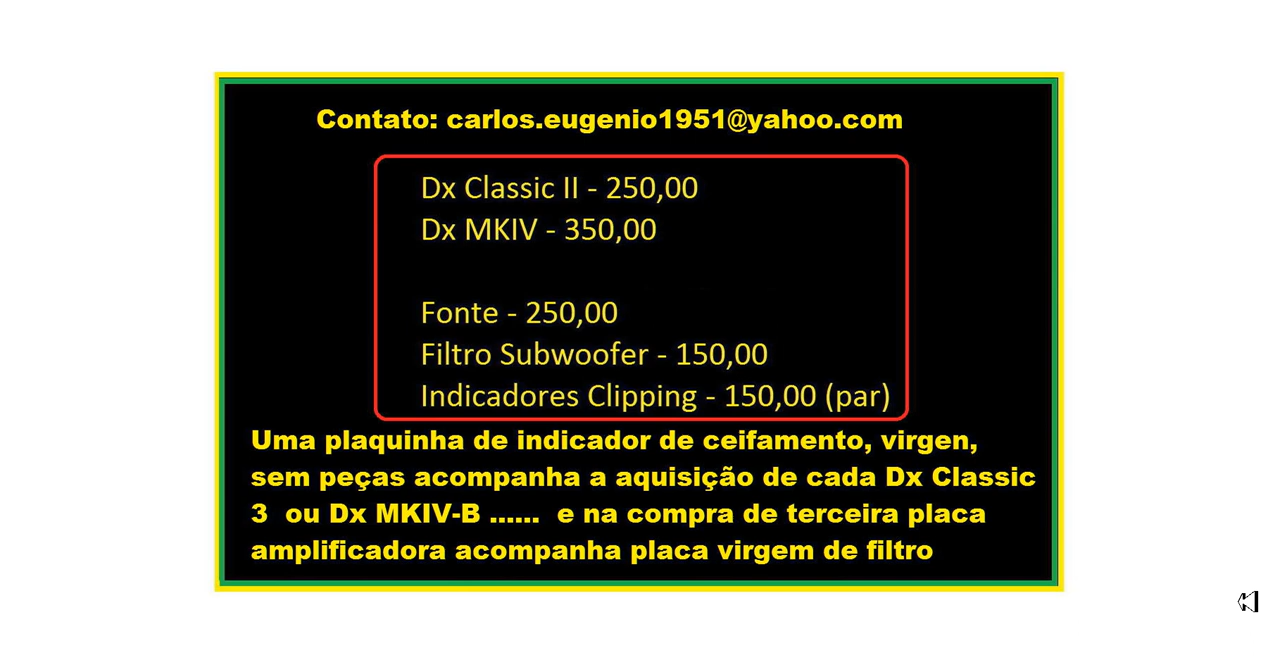 Contato: carlos.eugenio1951@yahoo.com
Dx Classic II - 250,00
Dx MKIV - 350,00
Fonte - 250,00
Filtro Subwoofer - 150,00
Indicadores Clipping - 150,00 (par)
Uma plaquinha de indicador de ceifamento, virgen,
sem peças acompanha a aquisição de cada Dx Classic
3  ou Dx MKIV-B ......  e na compra de terceira placa
amplificadora acompanha placa virgem de filtro